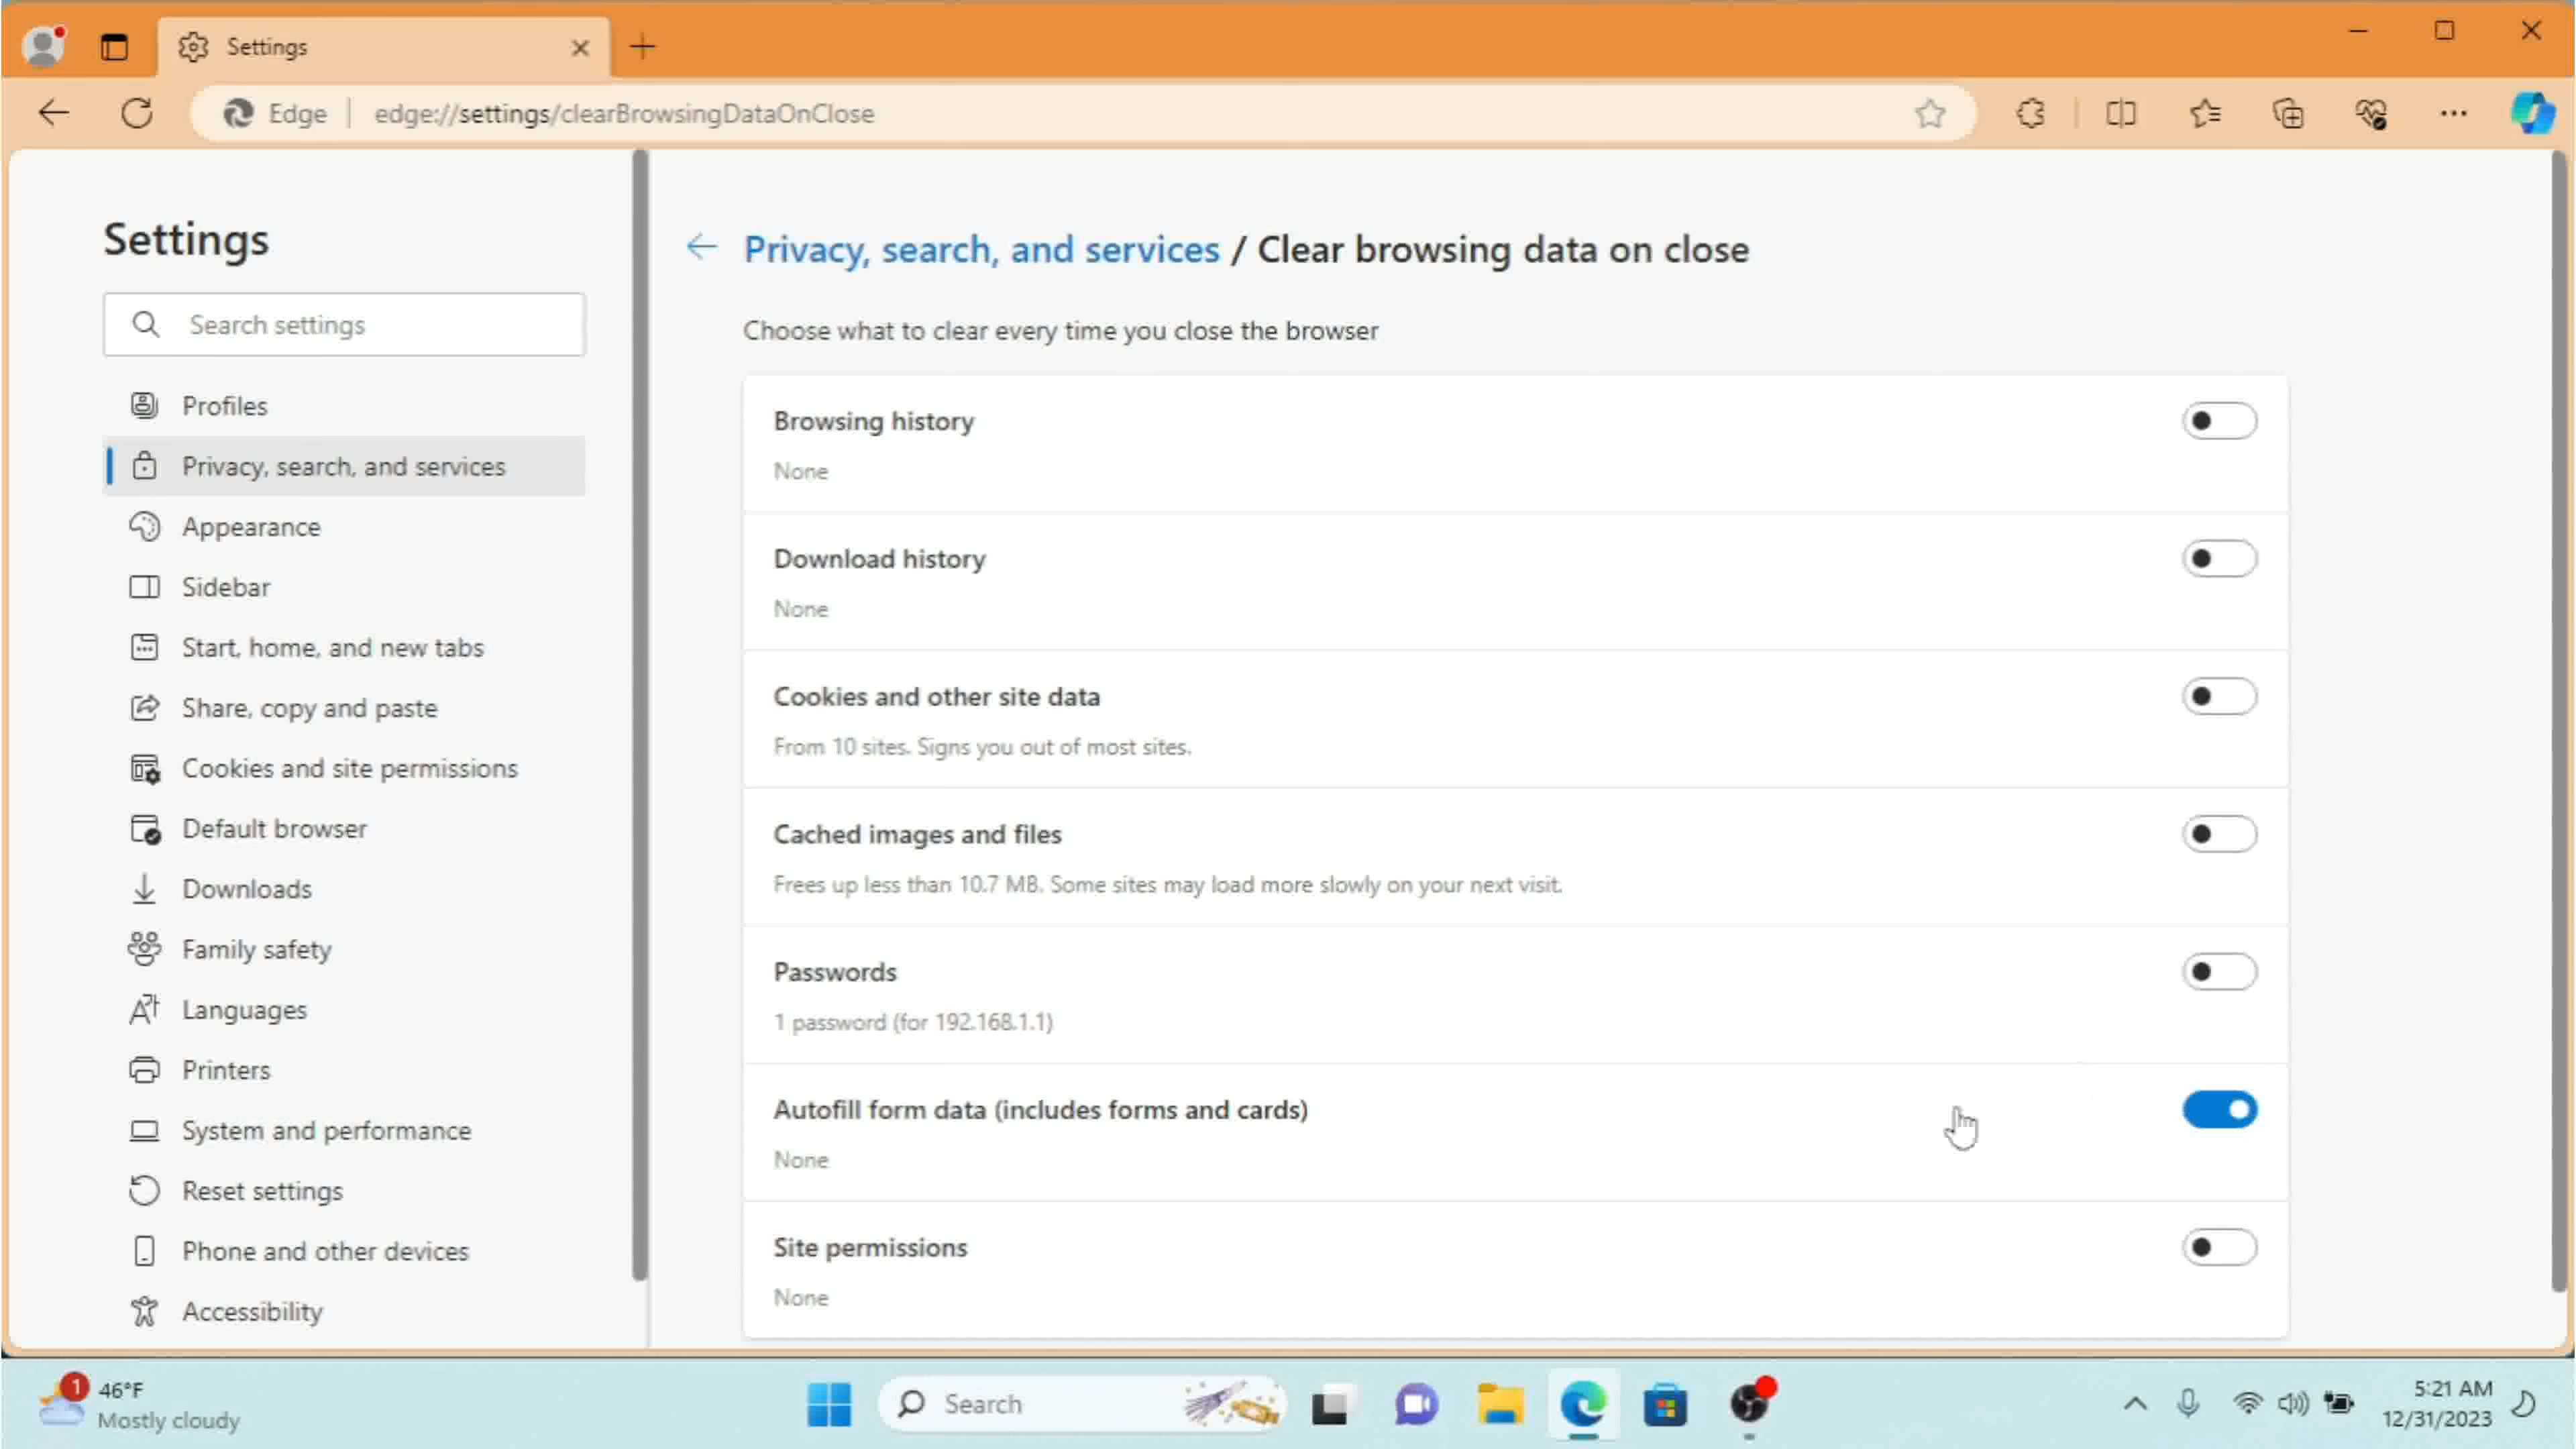 Settings
Edge
edge://settings/clearBrowsingDataOnClose
Settings
Search settings
Profiles
Privacy, search, and services
Appearance
Sidebar
Start, home, and new tabs
Share, copy and paste
Cookies and site permissions
Default browser
Downloads
Family safety
Languages
Printers
System and performance
Reset settings
Phone and other devices
Accessibility
Privacy, search, and services / Clear browsing data on close
Choose what to clear every time you close the browser
Browsing history
None
Download history
None
Cookies and other site data
From 10 sites. Signs you out of most sites.
Cached images and files
Frees up less than 10.7 MB. Some sites may load more slowly on your next visit.
Passwords
1 password (for 192.168.1.1)
Autofill form data (includes forms and cards)
None
Site permissions
None
1
46°F
Mostly cloudy
Search
5:21 AM
12/31/2023